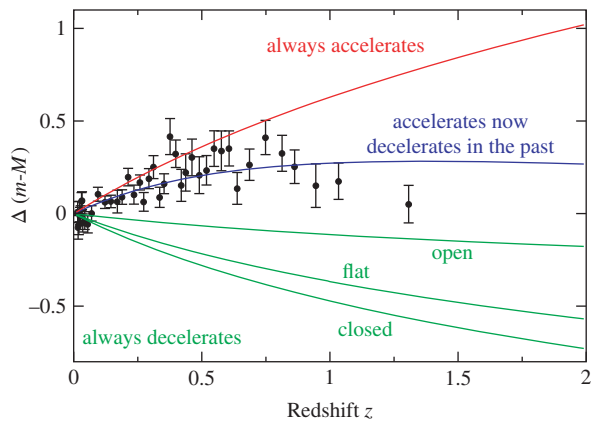 1
always accelerates
accelerates now
decelerates in the past
0.5
Δ (m-M)
0
open
flat
−0.5
closed
always decelerates
0
0.5
1
1.5
2
Redshift z